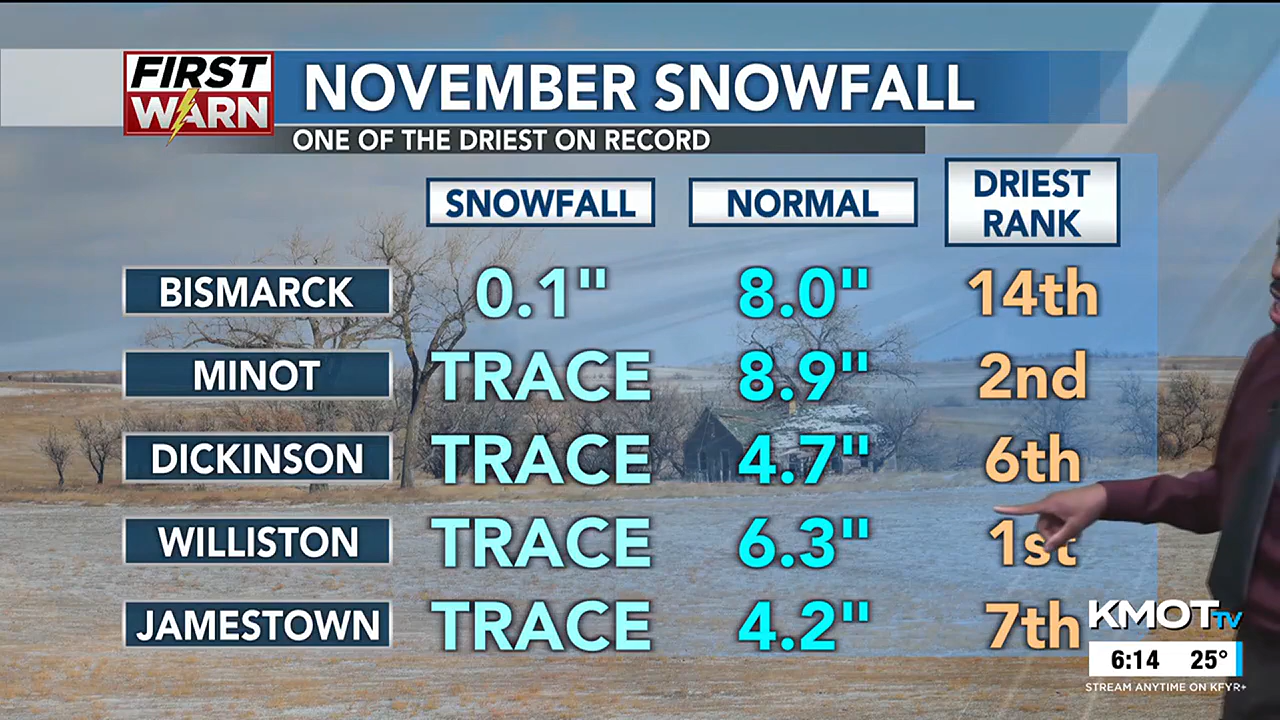 FIRST
WARN
NOVEMBER SNOWFALL
ONE OF THE DRIEST ON RECORD
SNOWFALL NORMAL DRIEST
RANK
BISMARCK 0.1" 8.0" 14th
MINOT TRACE 8.9" 2nd
DICKINSON TRACE 4.7" 6th
WILLISTON TRACE 6.3" 1st
JAMESTOWN TRACE 4.2" 7th
KMOT TV
6:14 25°
STREAM ANYTIME ON KFYR+